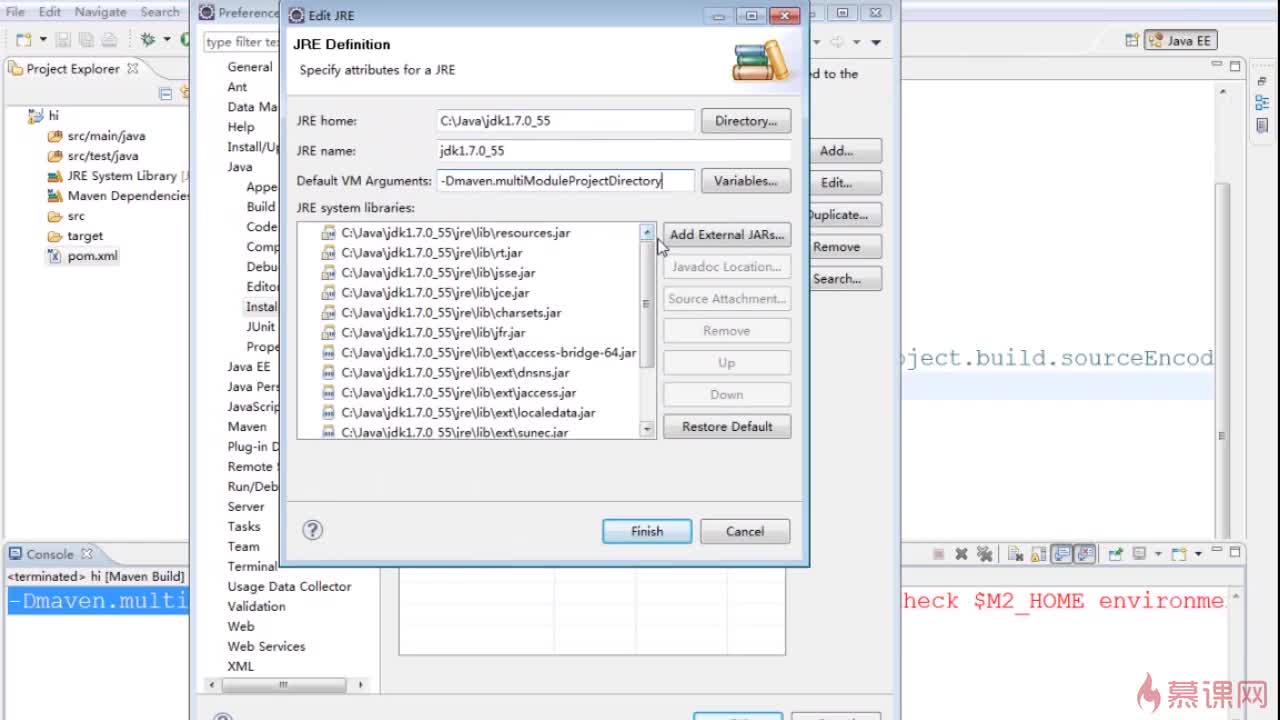 File Edit Navigate Search
Preference
Edit JRE
type filter te
JRE Definition
Specify attributes for a JRE
Java EE
Project Explorer
hi
src/main/java
src/test/java
JRE System Library [J
Maven Dependencies
src
target
pom.xml
General
Ant
Data Ma
Help
Install/Up
Java
Appe
Build
Code
Comp
Debu
Editor
Instal
JUnit
Prope
Java EE
Java Pers
JavaScrip
Maven
Plug-in D
Remote S
Run/Deb
Server
Tasks
Team
Terminal
Usage Data Collector
Validation
Web
Web Services
XML
JRE home: C:\Java\jdk1.7.0_55 Directory...
JRE name: jdk1.7.0_55
Default VM Arguments: -Dmaven.multiModuleProjectDirectory Variables...
JRE system libraries:
C:\Java\jdk1.7.0_55\jre\lib\resources.jar
C:\Java\jdk1.7.0_55\jre\lib\rt.jar
C:\Java\jdk1.7.0_55\jre\lib\jsse.jar
C:\Java\jdk1.7.0_55\jre\lib\jce.jar
C:\Java\jdk1.7.0_55\jre\lib\charsets.jar
C:\Java\jdk1.7.0_55\jre\lib\jfr.jar
C:\Java\jdk1.7.0_55\jre\lib\ext\access-bridge-64.jar
C:\Java\jdk1.7.0_55\jre\lib\ext\dnsns.jar
C:\Java\jdk1.7.0_55\jre\lib\ext\jaccess.jar
C:\Java\jdk1.7.0_55\jre\lib\ext\localedata.jar
C:\Java\jdk1.7.0_55\jre\lib\ext\sunec.jar
Add External JARs...
Javadoc Location...
Source Attachment...
Remove
Up
Down
Restore Default
Finish Cancel
ed to the
Add...
Edit...
Duplicate...
Remove
Search...
oject.build.sourceEncod
Console
<terminated> hi [Maven Build]
-Dmaven.multi
heck $M2_HOME environme
慕课网